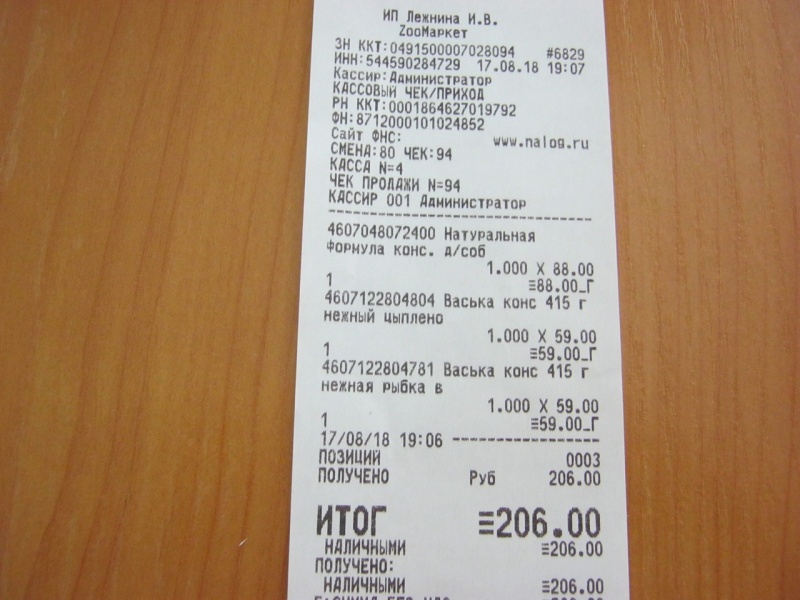 ИП Лежнина И.В.
ZooМаркет
ЗН ККТ:0491500007028094 #6829
ИНН:544590284729 17.08.18 19:07
Кассир:Администратор
КАССОВЫЙ ЧЕК/ПРИХОД
РН ККТ:0001864627019792
ФН:8712000101024852
Сайт ФНС: www.nalog.ru
СМЕНА:80 ЧЕК:94
КАССА N=4
ЧЕК ПРОДАЖИ N=94
КАССИР 001 Администратор
4607048072400 Натуральная
Формула конс. д/соб
1.000 X 88.00
1 ≡88.00_Г
4607122804804 Васька конс 415 г
нежный цыплено
1.000 X 59.00
1 ≡59.00_Г
4607122804781 Васька конс 415 г
нежная рыбка в
1.000 X 59.00
1 ≡59.00_Г
17/08/18 19:06
ПОЗИЦИЙ 0003
ПОЛУЧЕНО Руб 206.00
ИТОГ ≡206.00
НАЛИЧНЫМИ ≡206.00
ПОЛУЧЕНО:
НАЛИЧНЫМИ ≡206.00